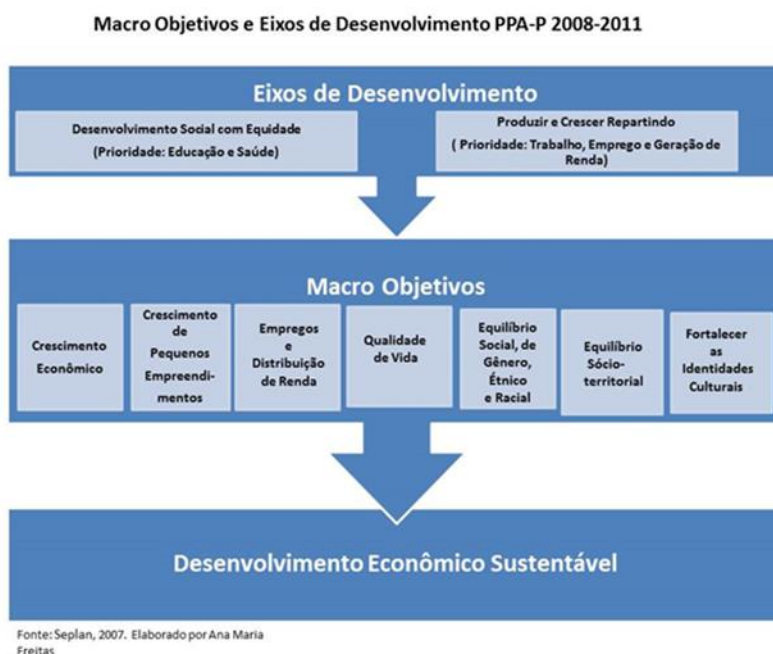 Macro Objetivos e Eixos de Desenvolvimento PPA-P 2008-2011
Eixos de Desenvolvimento
Desenvolvimento Social com Equidade
(Prioridade: Educação e Saúde)
Produzir e Crescer Repartindo
( Prioridade: Trabalho, Emprego e Geração de
Renda)
Macro Objetivos
Crescimento
Econômico
Crescimento
de
Pequenos
Empreendi-
mentos
Empregos
e
Distribuição
de Renda
Qualidade
de Vida
Equilíbrio
Social, de
Gênero,
Étnico
e Racial
Equilíbrio
Sócio-
territorial
Fortalecer
as
Identidades
Culturais
Desenvolvimento Econômico Sustentável
Fonte: Seplan, 2007. Elaborado por Ana Maria
Freitas